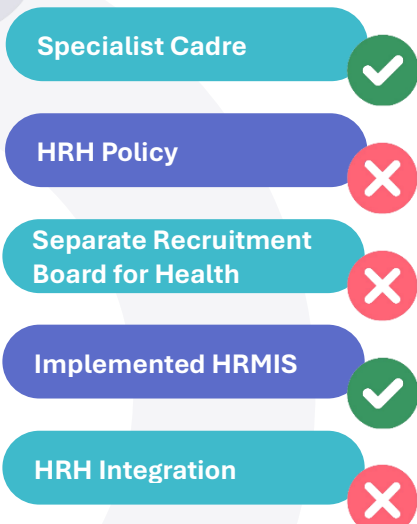 Specialist Cadre
HRH Policy
Separate Recruitment
Board for Health
Implemented HRMIS
HRH Integration